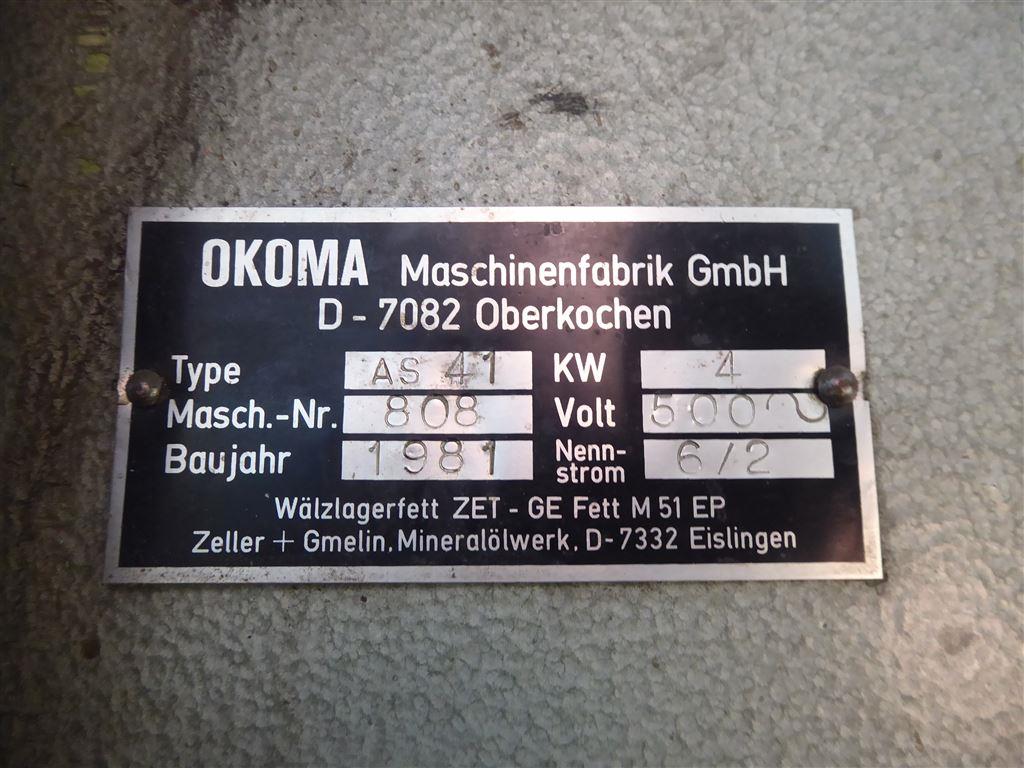 OKOMA Maschinenfabrik GmbH
D - 7082 Oberkochen
Type AS 41 KW 4
Masch.-Nr. 808 Volt 500~
Baujahr 1981 Nenn-strom 6/2
Wälzlagerfett ZET - GE Fett M 51 EP
Zeller + Gmelin, Mineralölwerk, D-7332 Eislingen